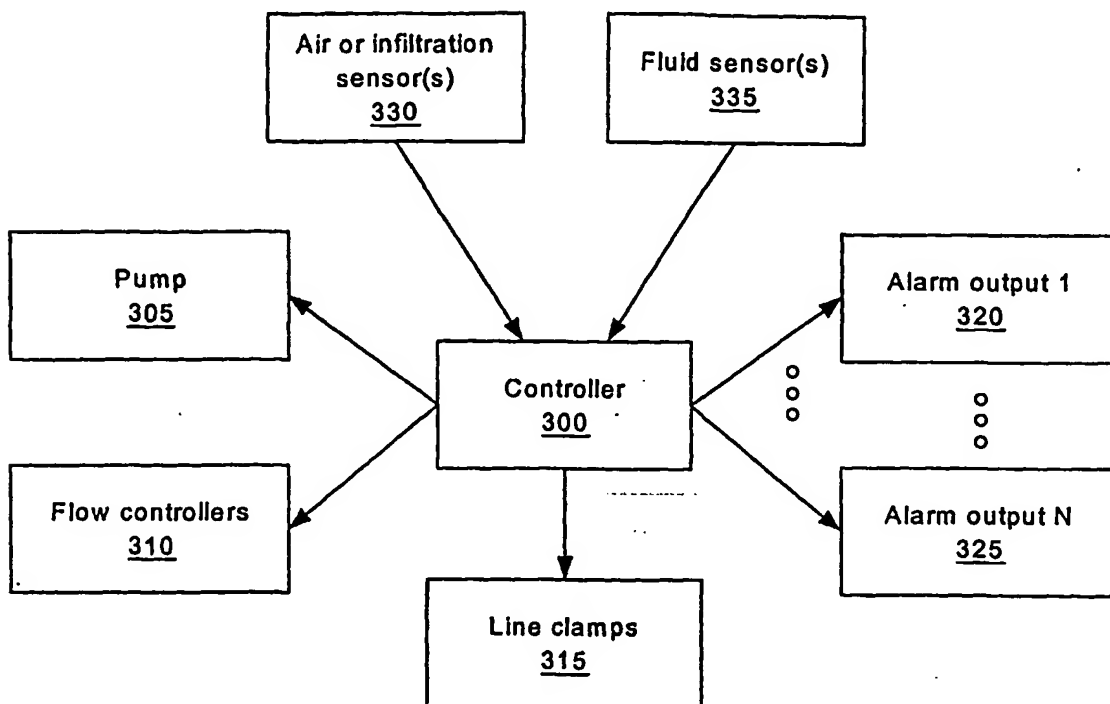 Air or infiltration
sensor(s)
330
Fluid sensor(s)
335
Pump
305
Alarm output 1
320
Controller
300
Flow controllers
310
Alarm output N
325
Line clamps
315